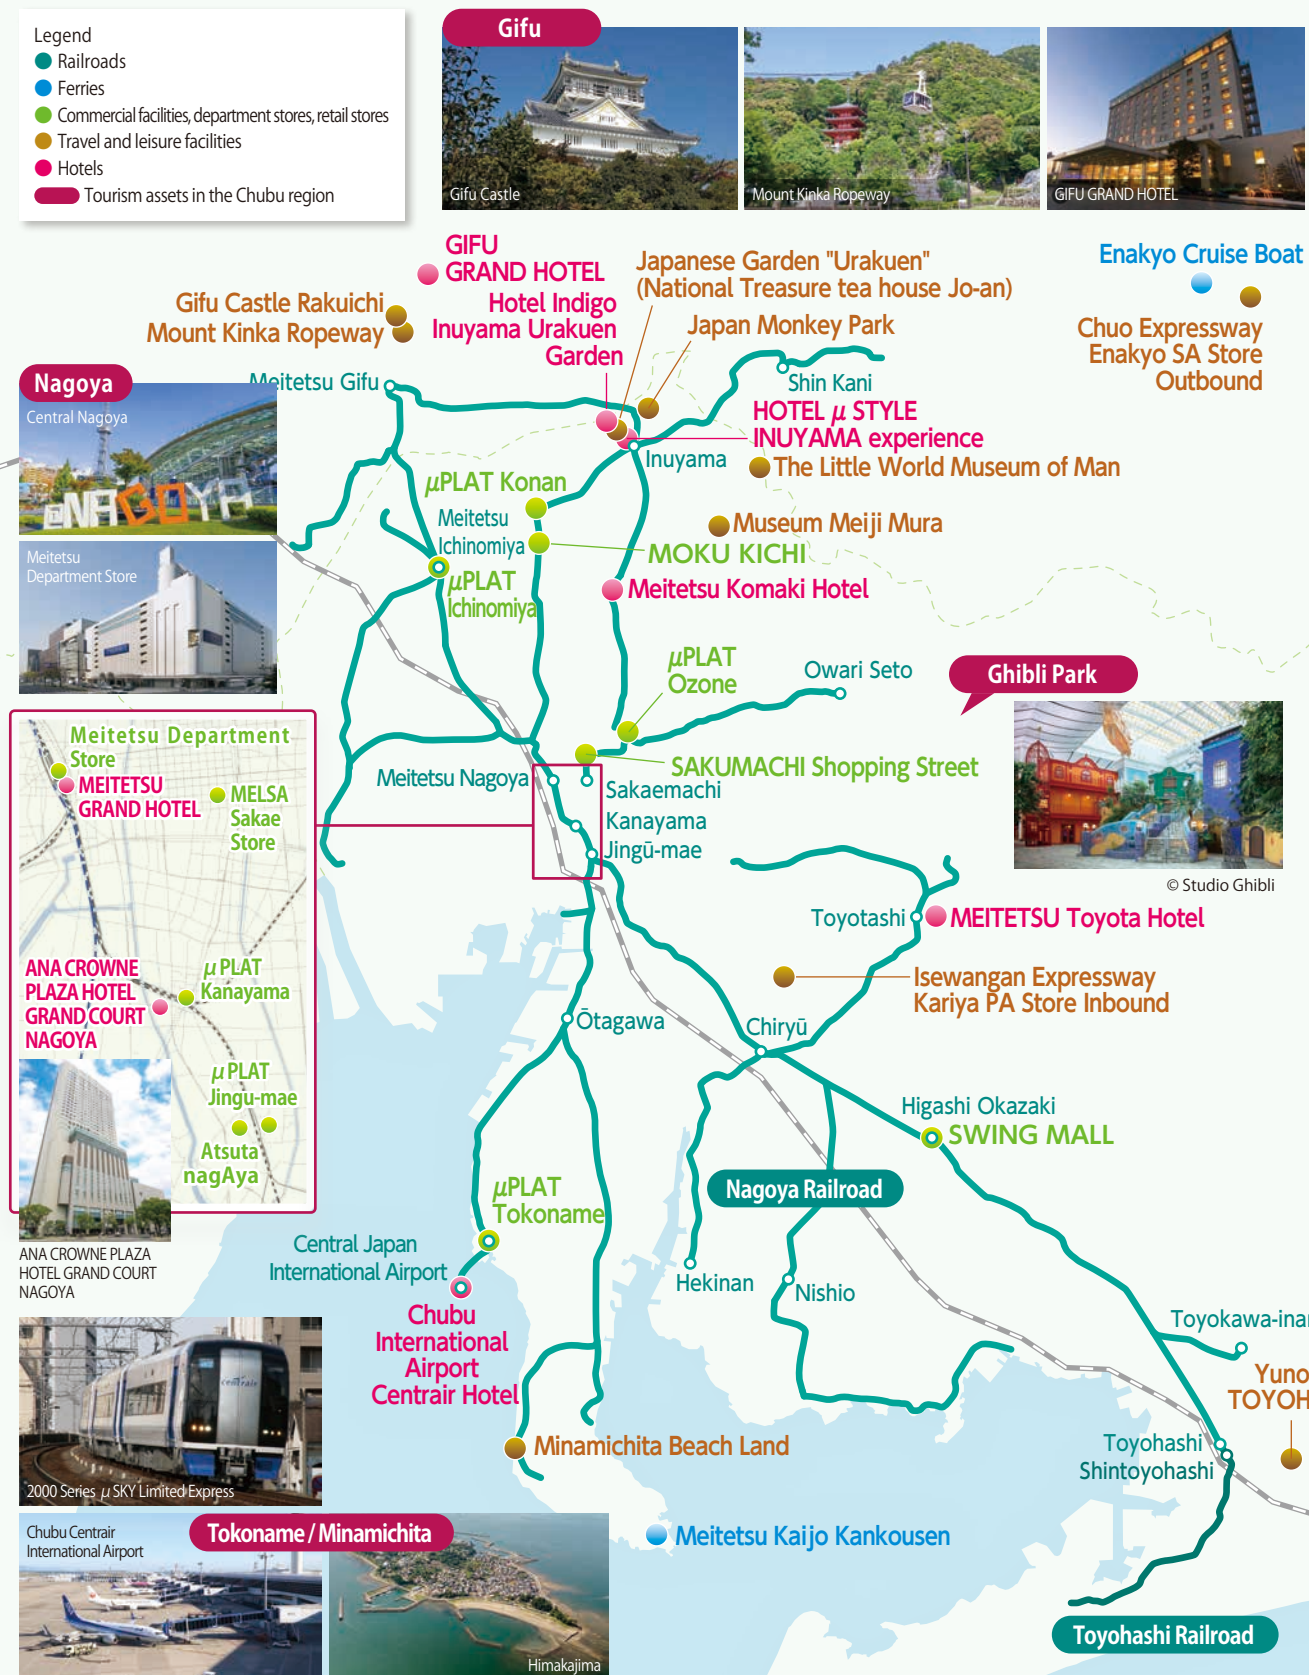 Legend
Railroads
Ferries
Commercial facilities, department stores, retail stores
Travel and leisure facilities
Hotels
Tourism assets in the Chubu region
Gifu
Gifu Castle
Mount Kinka Ropeway
GIFU GRAND HOTEL
GIFU
GRAND HOTEL
Hotel Indigo
Inuyama Urakuen
Garden
Japanese Garden "Urakuen"
(National Treasure tea house Jo-an)
Japan Monkey Park
Enakyo Cruise Boat
Chuo Expressway
Enakyo SA Store
Outbound
Gifu Castle Rakuichi
Mount Kinka Ropeway
Nagoya
Central Nagoya
NAGOYA
Meitetsu
Department Store
Meitetsu Gifu
Shin Kani
HOTEL μ STYLE
INUYAMA experience
Inuyama
The Little World Museum of Man
μPLAT Konan
Meitetsu
Ichinomiya
Museum Meiji Mura
MOKU KICHI
μPLAT
Ichinomiya
Meitetsu Komaki Hotel
μPLAT
Ozone
Owari Seto
Ghibli Park
© Studio Ghibli
SAKUMACHI Shopping Street
Meitetsu Nagoya
Sakaemachi
Kanayama
Jingū-mae
Meitetsu Department
Store
MEITETSU
GRAND HOTEL
MELSA
Sakae
Store
ANA CROWNE
PLAZA HOTEL
GRAND COURT
NAGOYA
μPLAT
Kanayama
μPLAT
Jingu-mae
Atsuta
nagAya
ANA CROWNE PLAZA
HOTEL GRAND COURT
NAGOYA
Toyotashi
MEITETSU Toyota Hotel
Isewangan Expressway
Kariya PA Store Inbound
Ōtagawa
Chiryū
Higashi Okazaki
SWING MALL
Nagoya Railroad
μPLAT
Tokoname
Central Japan
International Airport
Chubu
International
Airport
Centrair Hotel
Hekinan
Nishio
Toyokawa-inar
Yuno
TOYOH
centrair
2000 Series μSKY Limited Express
Minamichita Beach Land
Toyohashi
Shintoyohashi
Tokoname / Minamichita
Chubu Centrair
International Airport
Himakajima
Meitetsu Kaijo Kankousen
Toyohashi Railroad